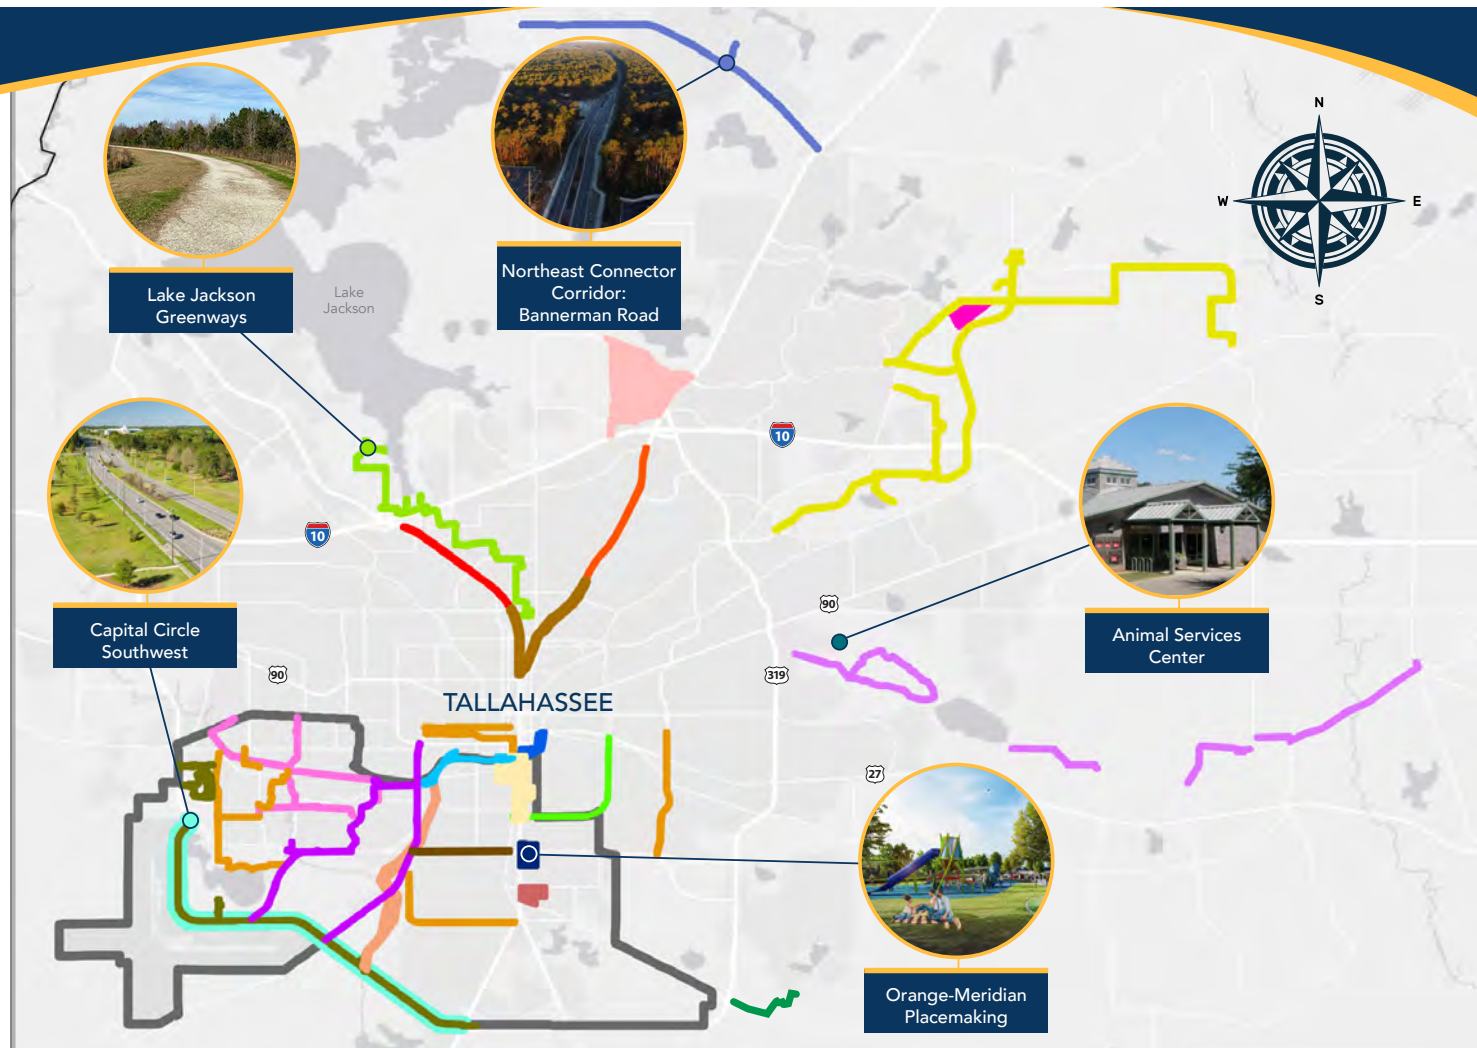 N
W
E
S
Lake Jackson
Greenways
Lake
Jackson
Northeast Connector
Corridor:
Bannerman Road
10
10
Capital Circle
Southwest
90
90
Animal Services
Center
319
TALLAHASSEE
27
Orange-Meridian
Placemaking